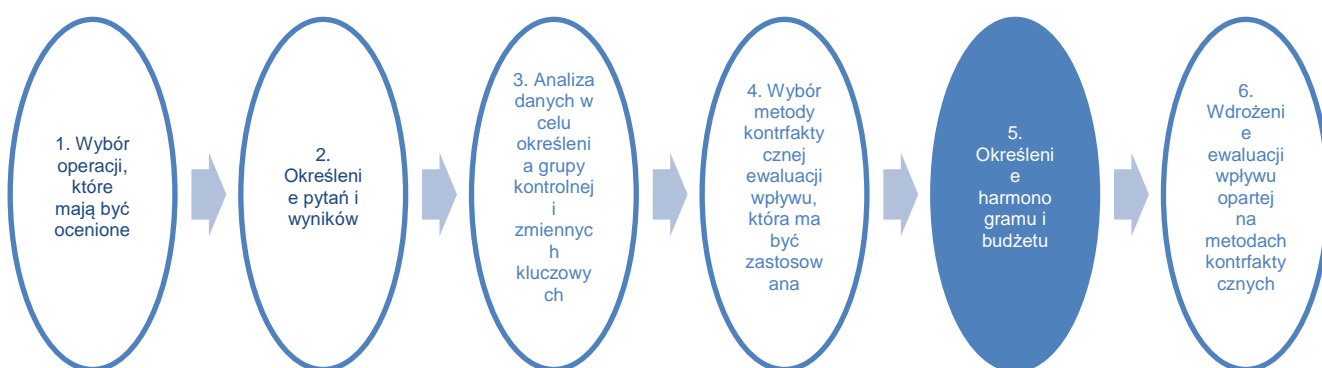 1. Wybór
operacji,
które
mają być
ocenione
2.
Określeni
e pytań i
wyników
3. Analiza
danych w
celu
określeni
a grupy
kontrolnej
i
zmiennyc
h
kluczowy
ch
4. Wybór
metody
kontrfakty
cznej
ewaluacji
wpływu,
która ma
być
zastosow
ana
5.
Określeni
e
harmono
gramu i
budżetu
6.
Wdrożeni
e
ewaluacji
wpływu
opartej
na
metodach
kontrfakty
cznych